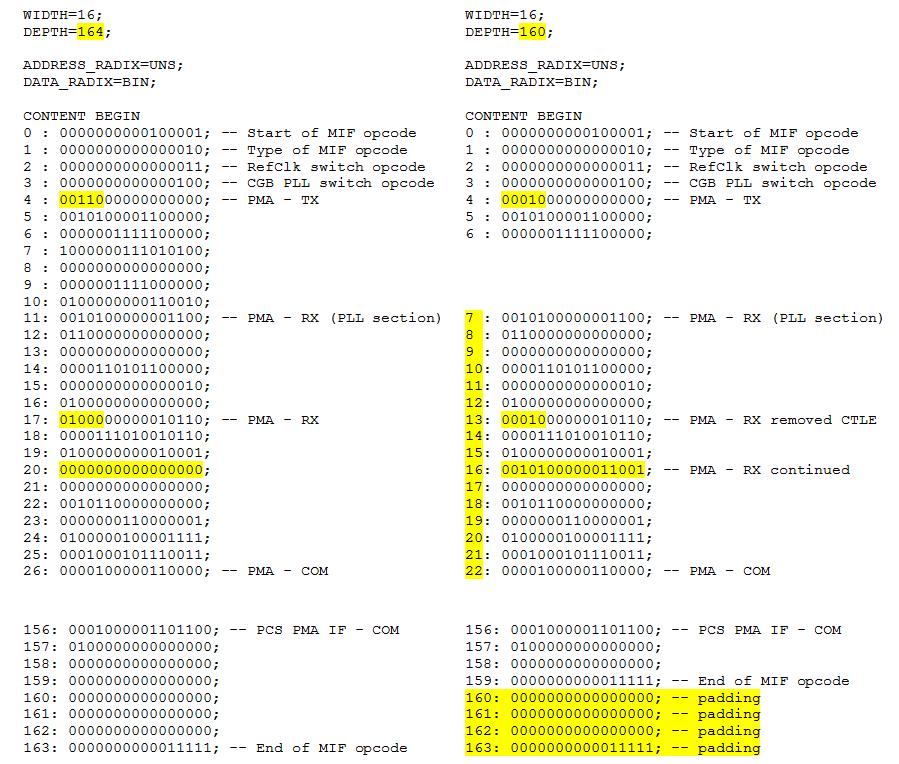 WIDTH=16;
DEPTH=164;
ADDRESS_RADIX=UNS;
DATA_RADIX=BIN;
CONTENT BEGIN
0 : 0000000000100001; -- Start of MIF opcode
1 : 0000000000000010; -- Type of MIF opcode
2 : 0000000000000011; -- RefClk switch opcode
3 : 0000000000000100; -- CGB PLL switch opcode
4 : 0011000000000000; -- PMA - TX
5 : 0010100001100000;
6 : 0000001111100000;
7 : 1000000111010100;
8 : 0000000000000000;
9 : 0000001111000000;
10: 0100000000110010;
11: 0010100000001100; -- PMA - RX (PLL section)
12: 0110000000000000;
13: 0000000000000000;
14: 0000110101100000;
15: 0000000000000010;
16: 0100000000000000;
17: 0100000000010110; -- PMA - RX
18: 0000111010010110;
19: 0100000000010001;
20: 0000000000000000;
21: 0000000000000000;
22: 0010110000000000;
23: 0000000110000001;
24: 0100000100001111;
25: 0001000101110011;
26: 0000100000110000; -- PMA - COM
156: 0001000001101100; -- PCS PMA IF - COM
157: 0100000000000000;
158: 0000000000000000;
159: 0000000000000000;
160: 0000000000000000;
161: 0000000000000000;
162: 0000000000000000;
163: 0000000000011111; -- End of MIF opcode
WIDTH=16;
DEPTH=160;
ADDRESS_RADIX=UNS;
DATA_RADIX=BIN;
CONTENT BEGIN
0 : 0000000000100001; -- Start of MIF opcode
1 : 0000000000000010; -- Type of MIF opcode
2 : 0000000000000011; -- RefClk switch opcode
3 : 0000000000000100; -- CGB PLL switch opcode
4 : 0001000000000000; -- PMA - TX
5 : 0010100001100000;
6 : 0000001111100000;
7 : 0010100000001100; -- PMA - RX (PLL section)
8 : 0110000000000000;
9 : 0000000000000000;
10: 0000110101100000;
11: 0000000000000010;
12: 0100000000000000;
13: 0001000000010110; -- PMA - RX removed CTLE
14: 0000111010010110;
15: 0100000000010001;
16: 0010100000011001; -- PMA - RX continued
17: 0000000000000000;
18: 0010110000000000;
19: 0000000110000001;
20: 0100000100001111;
21: 0001000101110011;
22: 0000100000110000; -- PMA - COM
156: 0001000001101100; -- PCS PMA IF - COM
157: 0100000000000000;
158: 0000000000000000;
159: 0000000000011111; -- End of MIF opcode
160: 0000000000000000; -- padding
161: 0000000000000000; -- padding
162: 0000000000000000; -- padding
163: 0000000000011111; -- padding